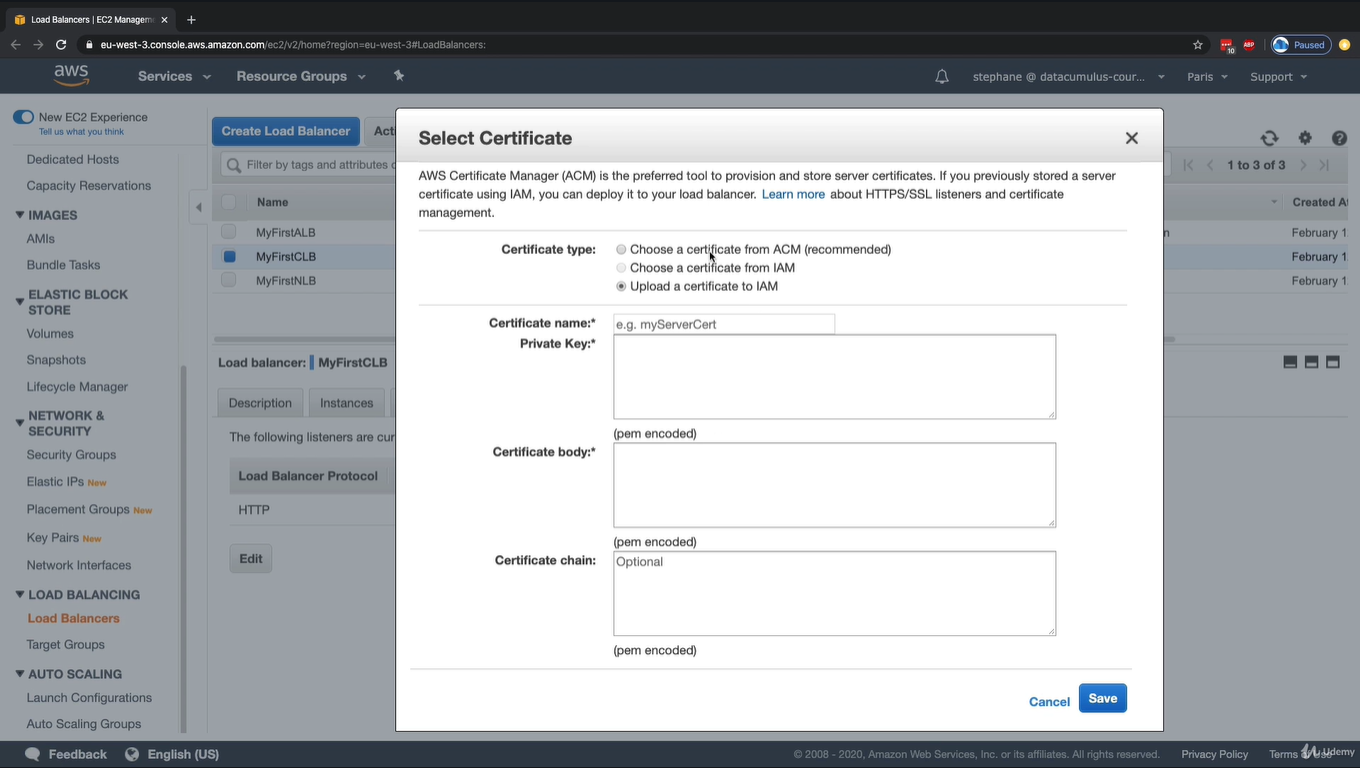 Load Balancers | EC2 Managem
eu-west-3.console.aws.amazon.com/ec2/v2/home?region=eu-west-3#LoadBalancers:
10
ABP
Paused
aws
Services
Resource Groups
stephane @ datacumulus-cour...
Paris
Support
New EC2 Experience
Tell us what you think
Dedicated Hosts
Capacity Reservations
IMAGES
AMIs
Bundle Tasks
ELASTIC BLOCK
STORE
Volumes
Snapshots
Lifecycle Manager
NETWORK &
SECURITY
Security Groups
Elastic IPs New
Placement Groups New
Key Pairs New
Network Interfaces
LOAD BALANCING
Load Balancers
Target Groups
AUTO SCALING
Launch Configurations
Auto Scaling Groups
Create Load Balancer
Acti
Filter by tags and attributes o
1 to 3 of 3
Name
Created At
MyFirstALB
n
February 1
MyFirstCLB
February 1
MyFirstNLB
February 1
Load balancer: MyFirstCLB
Description
Instances
The following listeners are cur
Load Balancer Protocol
HTTP
Edit
Select Certificate
AWS Certificate Manager (ACM) is the preferred tool to provision and store server certificates. If you previously stored a server
certificate using IAM, you can deploy it to your load balancer. Learn more about HTTPS/SSL listeners and certificate
management.
Certificate type:
Choose a certificate from ACM (recommended)
Choose a certificate from IAM
Upload a certificate to IAM
Certificate name:*
e.g. myServerCert
Private Key:*
(pem encoded)
Certificate body:*
(pem encoded)
Certificate chain:
Optional
(pem encoded)
Cancel
Save
Feedback
English (US)
© 2008 - 2020, Amazon Web Services, Inc. or its affiliates. All rights reserved.
Privacy Policy
Terms
Udemy